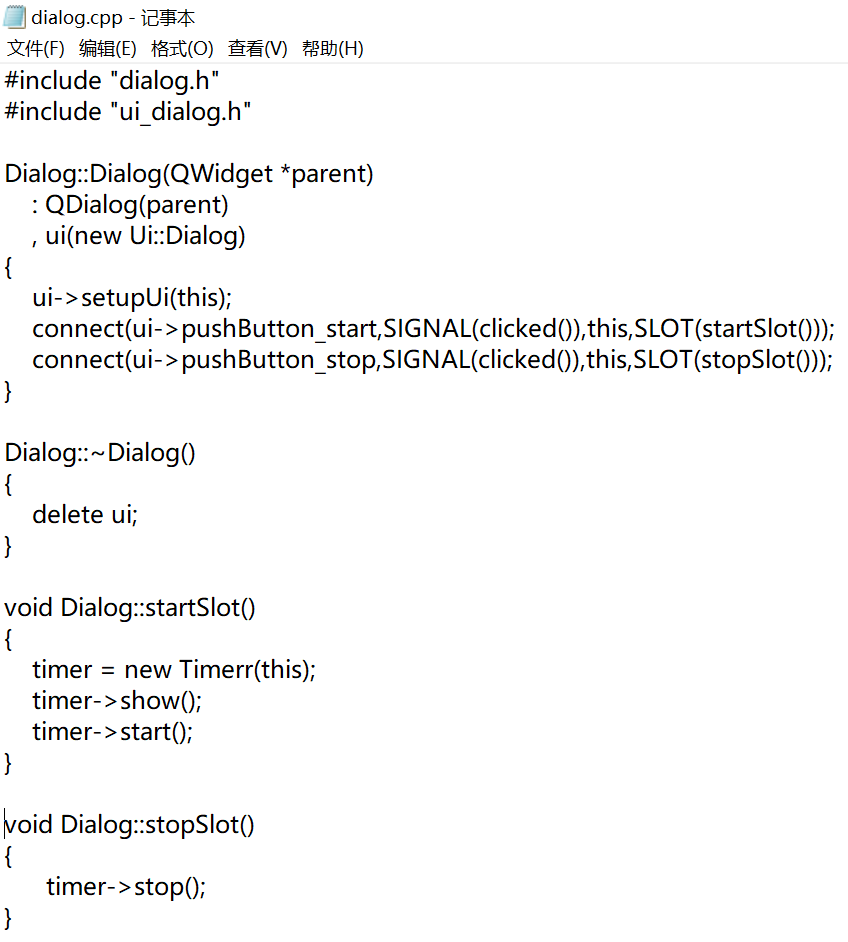 dialog.cpp - 记事本
文件(F) 编辑(E) 格式(O) 查看(V) 帮助(H)
#include "dialog.h"
#include "ui_dialog.h"

Dialog::Dialog(QWidget *parent)
    : QDialog(parent)
    , ui(new Ui::Dialog)
{
    ui->setupUi(this);
    connect(ui->pushButton_start,SIGNAL(clicked()),this,SLOT(startSlot()));
    connect(ui->pushButton_stop,SIGNAL(clicked()),this,SLOT(stopSlot()));
}

Dialog::~Dialog()
{
    delete ui;
}

void Dialog::startSlot()
{
    timer = new Timerr(this);
    timer->show();
    timer->start();
}

void Dialog::stopSlot()
{
      timer->stop();
}